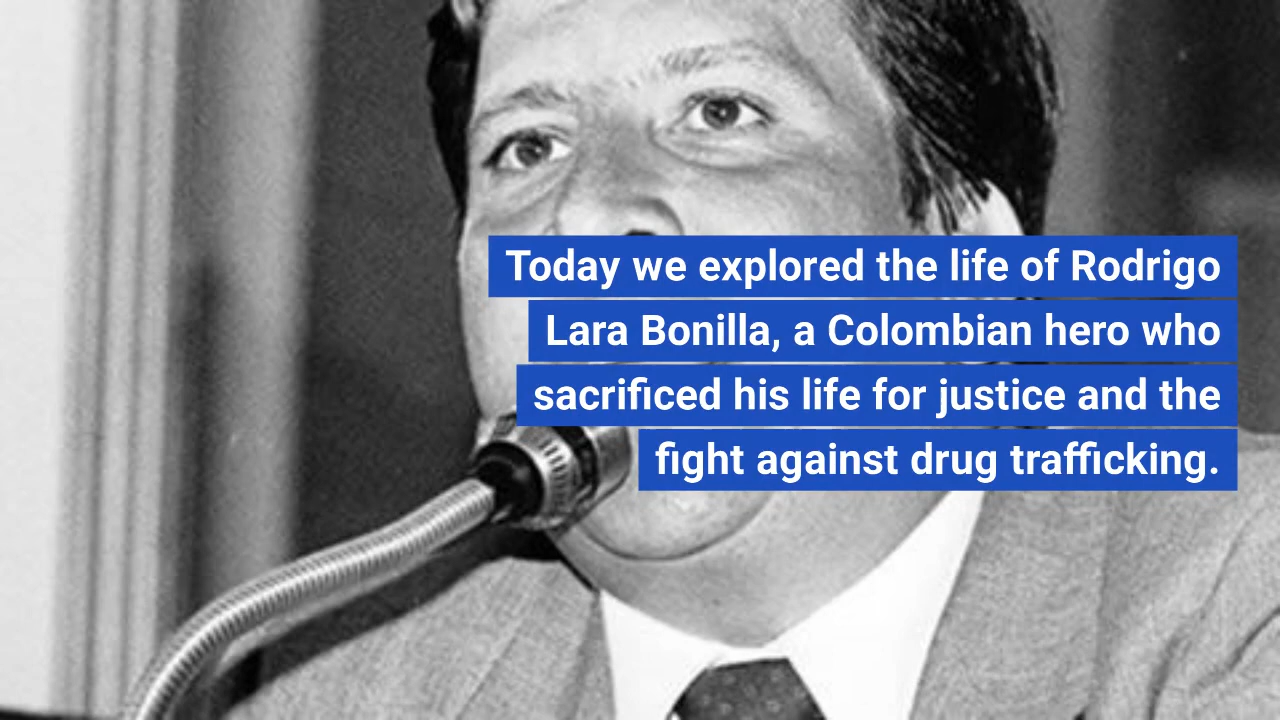 Today we explored the life of Rodrigo
Lara Bonilla, a Colombian hero who
sacrificed his life for justice and the
fight against drug trafficking.